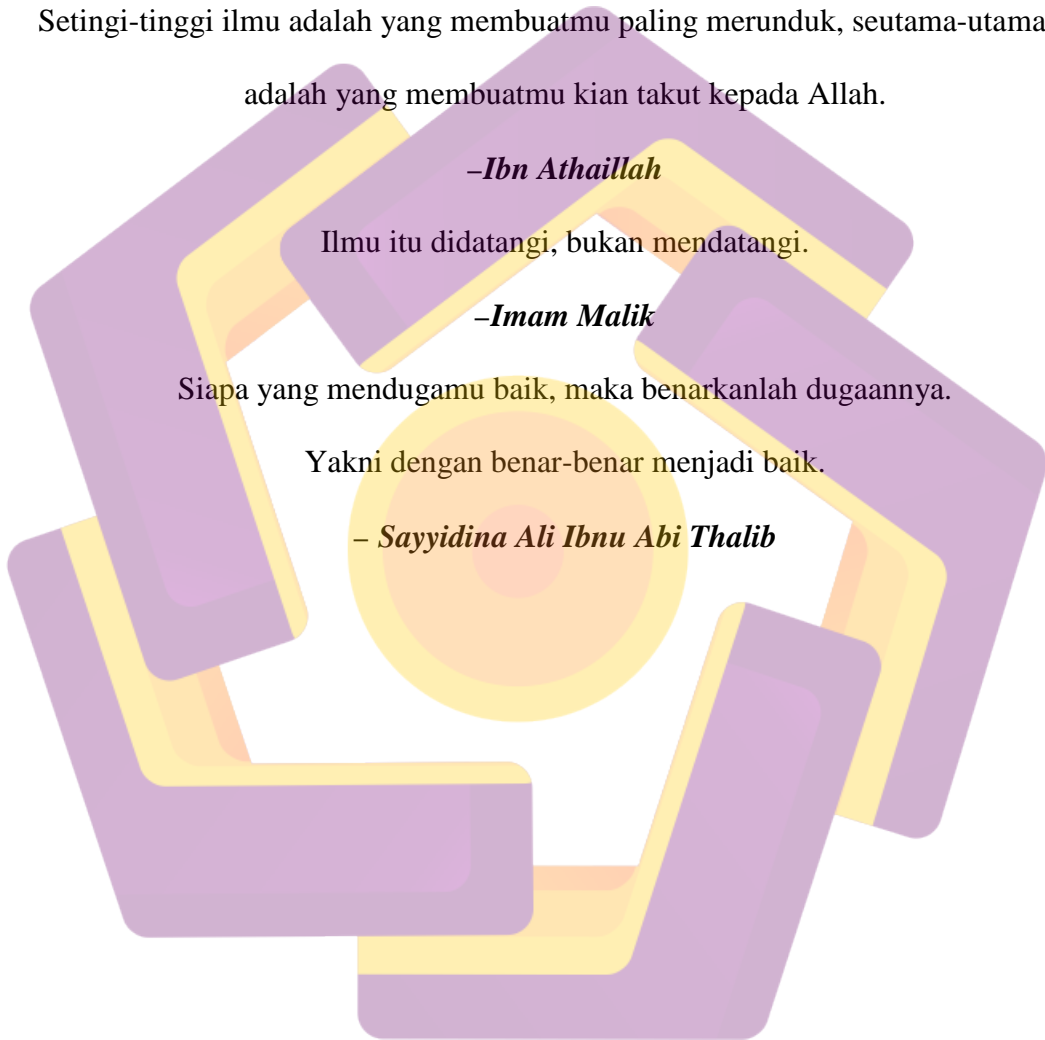 Setingi-tinggi ilmu adalah yang membuatmu paling merunduk, seutama-utama
adalah yang membuatmu kian takut kepada Allah.
–Ibn Athaillah
Ilmu itu didatangi, bukan mendatangi.
–Imam Malik
Siapa yang mendugamu baik, maka benarkanlah dugaannya.
Yakni dengan benar-benar menjadi baik.
– Sayyidina Ali Ibnu Abi Thalib